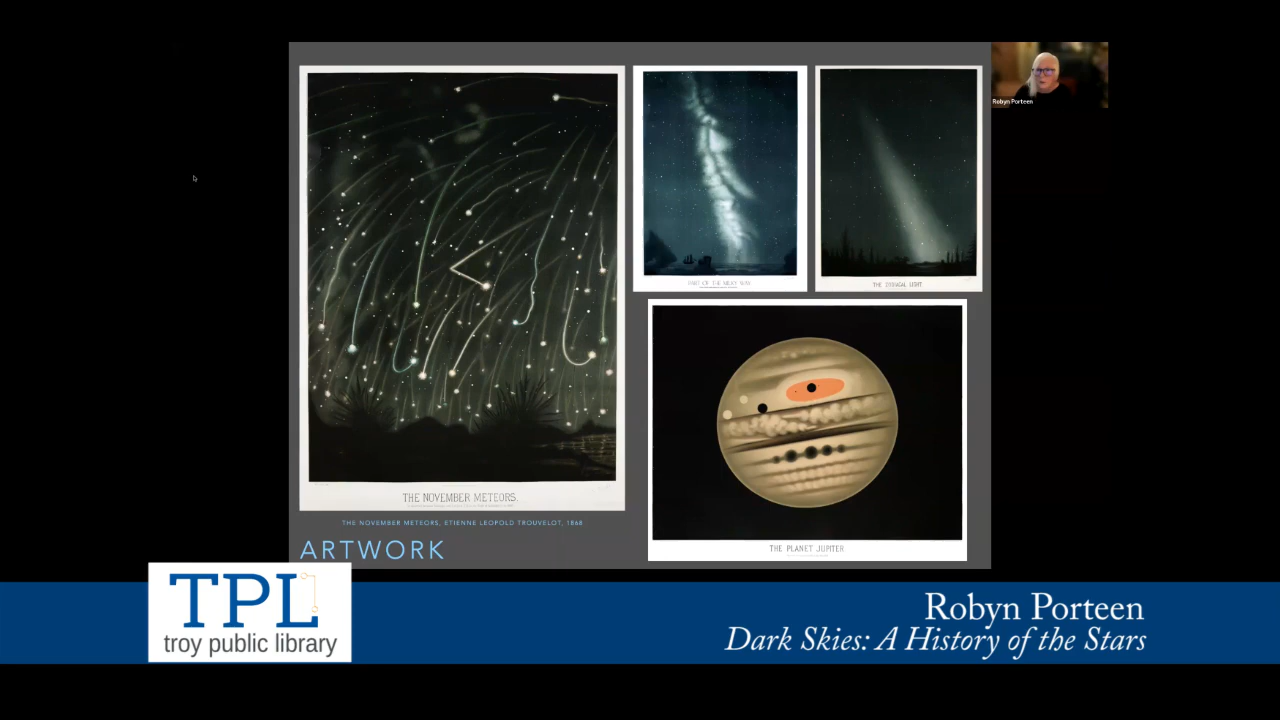 Robyn Porteen
THE NOVEMBER METEORS.
PART OF THE MILKY WAY.
THE ZODIACAL LIGHT
THE PLANET JUPITER
THE NOVEMBER METEORS, ETIENNE LEOPOLD TROUVELOT, 1868
ARTWORK
TPL
troy public library
Robyn Porteen
Dark Skies: A History of the Stars